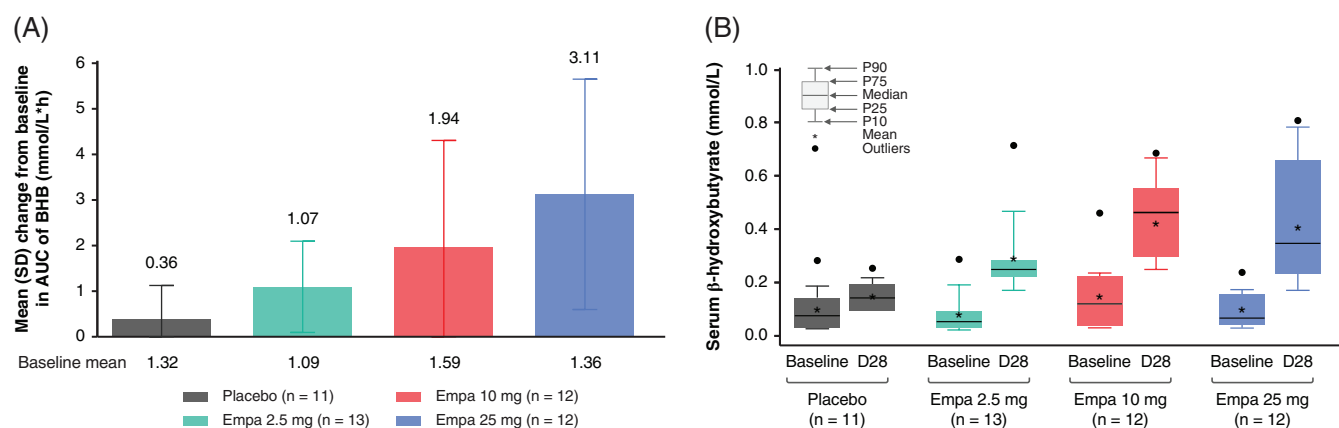 (A)
Mean (SD) change from baseline
in AUC of BHB (mmol/L*h)
6
5
4
3
2
1
0
0.36
1.07
1.94
3.11
Baseline mean 1.32 1.09 1.59 1.36
Placebo (n = 11) Empa 10 mg (n = 12)
Empa 2.5 mg (n = 13) Empa 25 mg (n = 12)
(B)
Serum β-hydroxybutyrate (mmol/L)
1.0
0.8
0.6
0.4
0.2
0.0
P90
P75
Median
P25
P10
* Mean
Outliers
Baseline D28 Baseline D28 Baseline D28 Baseline D28
Placebo Empa 2.5 mg Empa 10 mg Empa 25 mg
(n = 11) (n = 13) (n = 12) (n = 12)